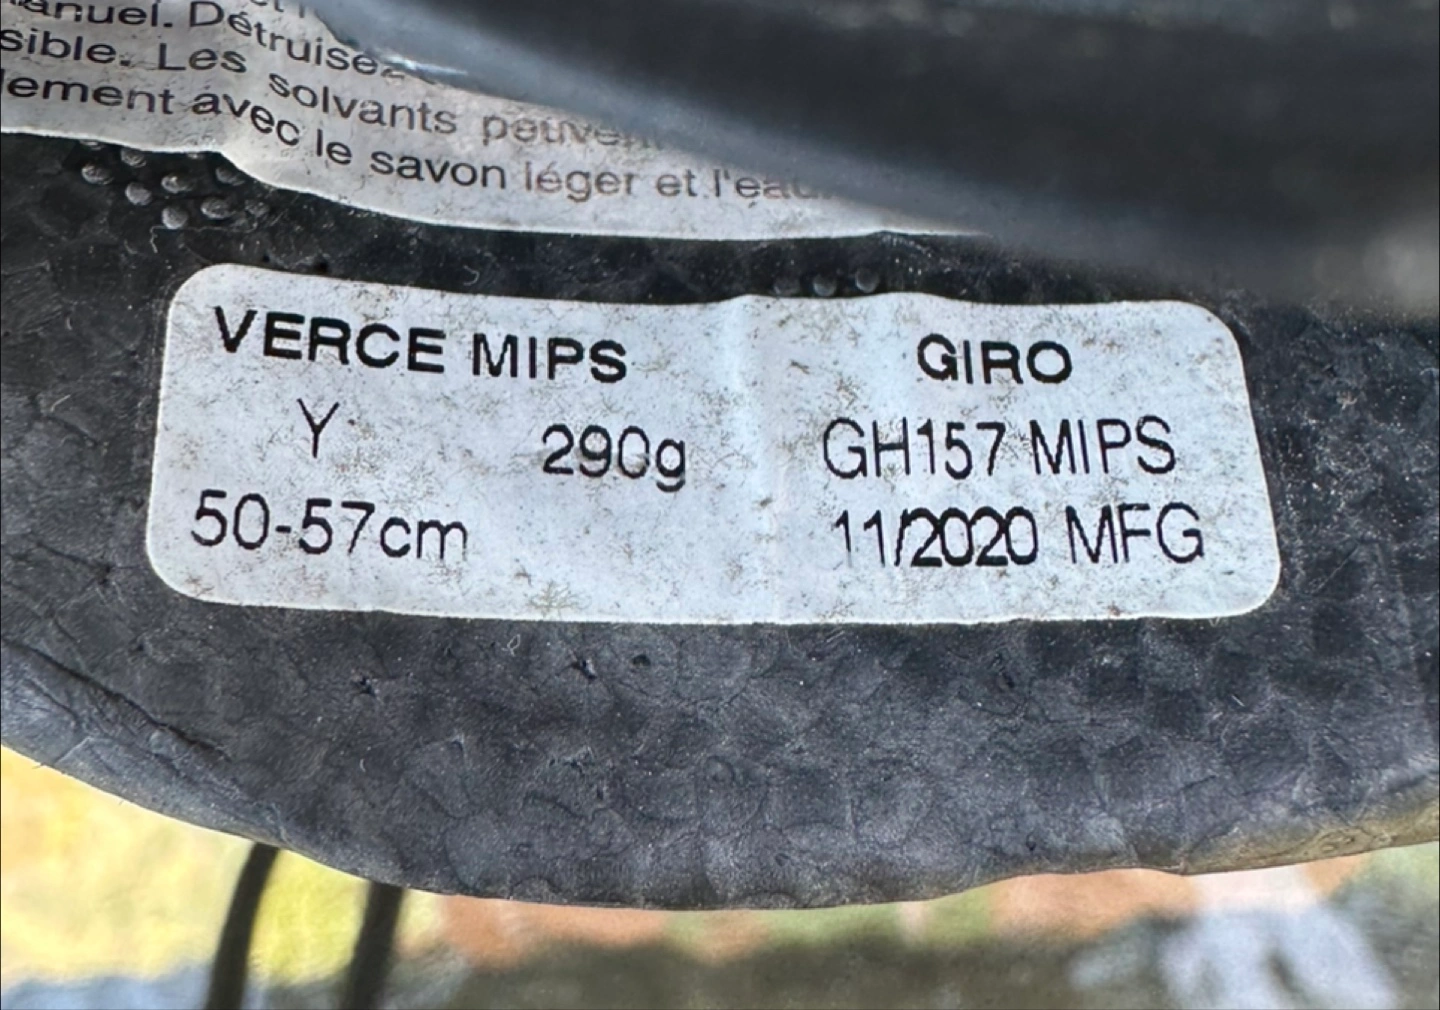 anuel. Détruisez
sible. Les solvants
lement avec le savon léger et l'eau
VERCE MIPS
Y 290g
50-57cm
GIRO
GH157 MIPS
11/2020 MFG